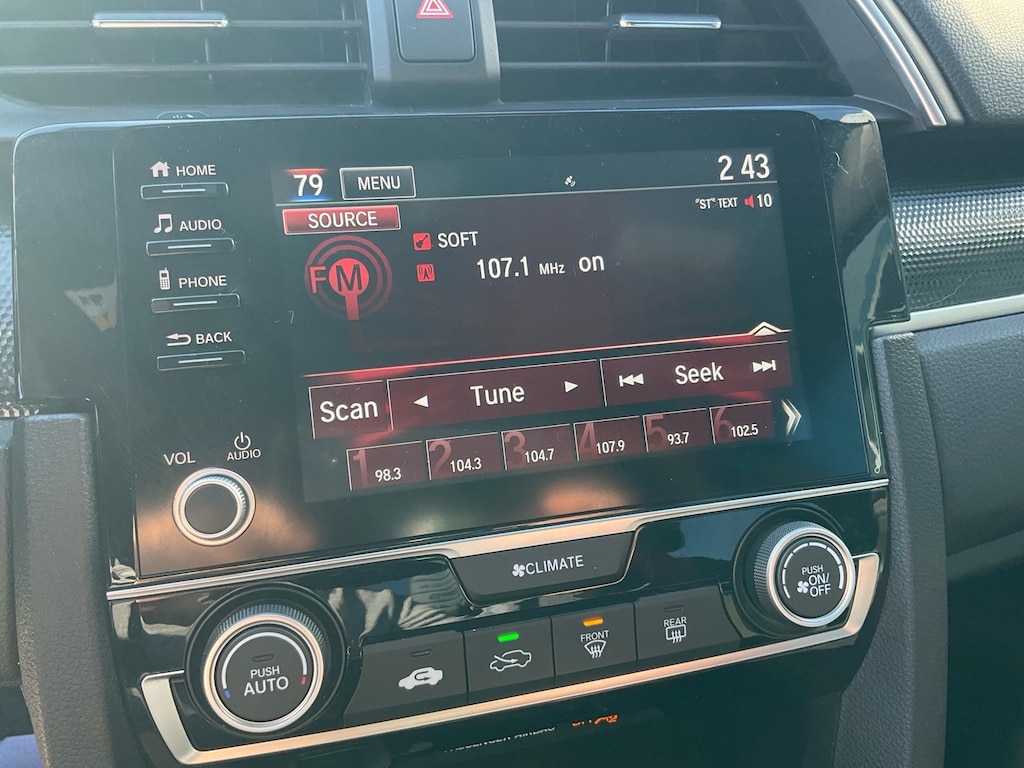 HOME
AUDIO
PHONE
BACK
VOL
AUDIO
79 MENU 2 43
SOURCE "ST" TEXT 10
FM SOFT
107.1 MHz on
Scan Tune Seek
1 98.3 2 104.3 3 104.7 4 107.9 5 93.7 6 102.5
CLIMATE
PUSH
ON/
OFF
PUSH
AUTO
FRONT
REAR